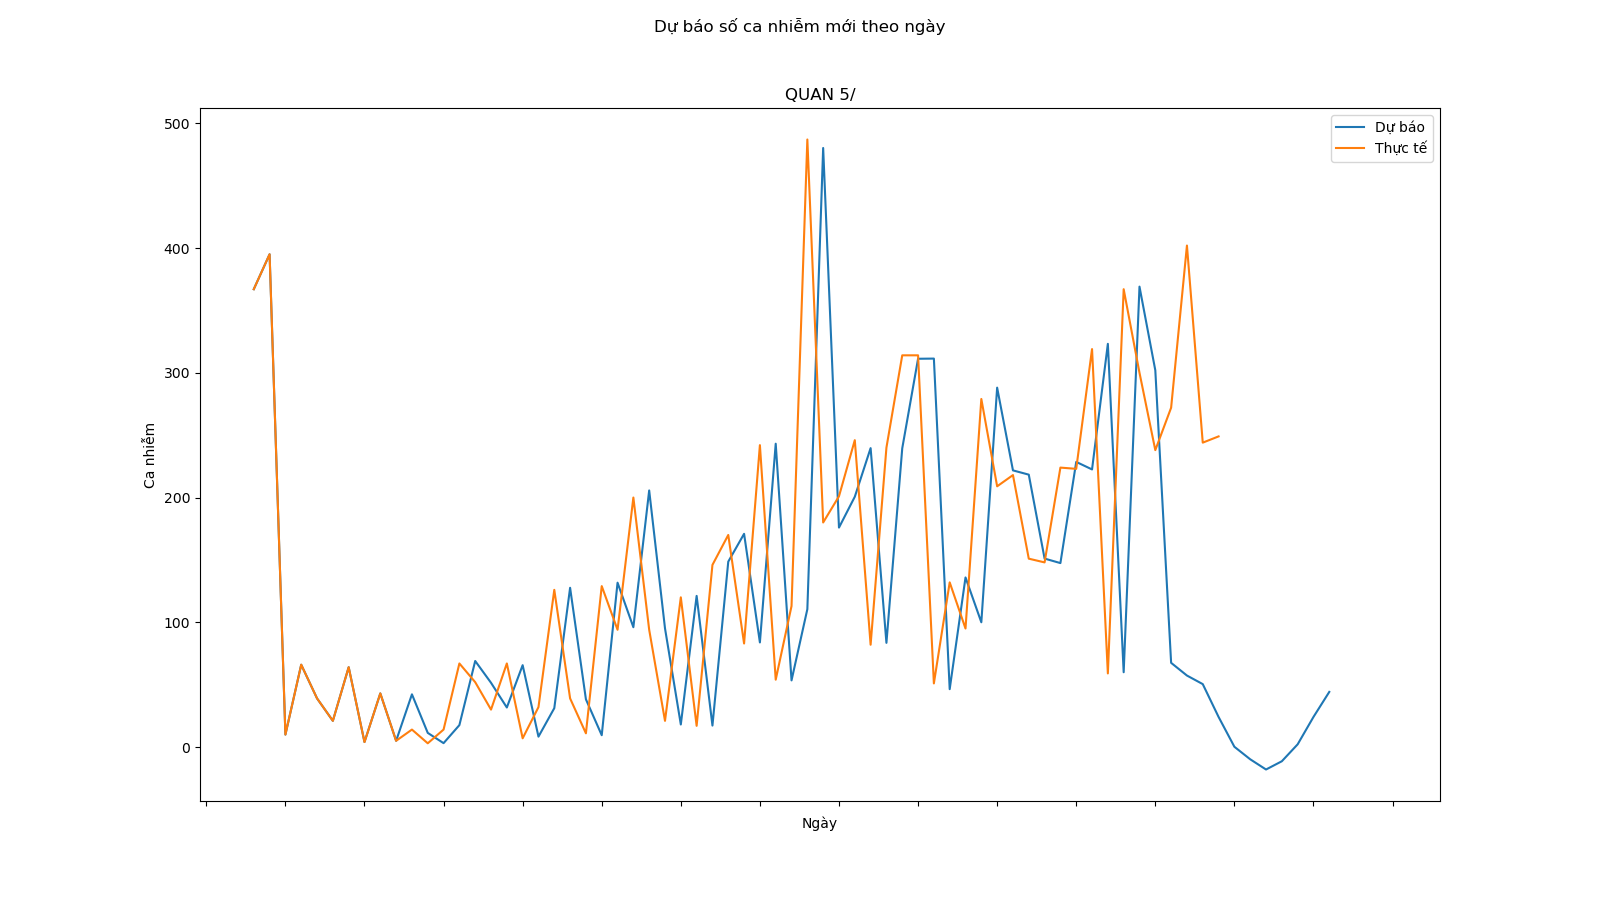 Dự báo số ca nhiễm mới theo ngày
QUAN 5/
500
400
300
200
100
0
Ca nhiễm
Ngày
Dự báo
Thực tế